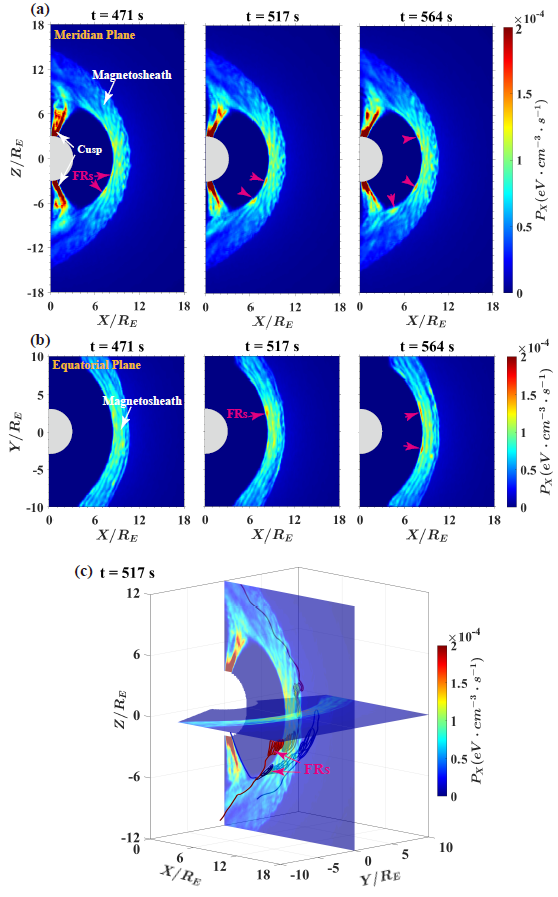 (a)
t = 471 s
t = 517 s
t = 564 s
Meridian Plane
Magnetosheath
Cusp
FRs
18
12
6
0
-6
-12
-18
Z/R_E
0 6 12 18
0 6 12 18
0 6 12 18
X/R_E
X/R_E
X/R_E
×10⁻⁴
2
1.5
1
0.5
0
P_X(eV · cm⁻³ · s⁻¹)
(b)
t = 471 s
t = 517 s
t = 564 s
Equatorial Plane
Magnetosheath
FRs
10
5
0
-5
-10
Y/R_E
0 6 12 18
0 6 12 18
0 6 12 18
X/R_E
X/R_E
X/R_E
×10⁻⁴
2
1.5
1
0.5
0
P_X(eV · cm⁻³ · s⁻¹)
(c)
t = 517 s
12
6
0
-6
-12
Z/R_E
FRs
0
6
12
18
X/R_E
-10
-5
0
5
10
Y/R_E
×10⁻⁴
2
1.5
1
0.5
0
P_X(eV · cm⁻³ · s⁻¹)